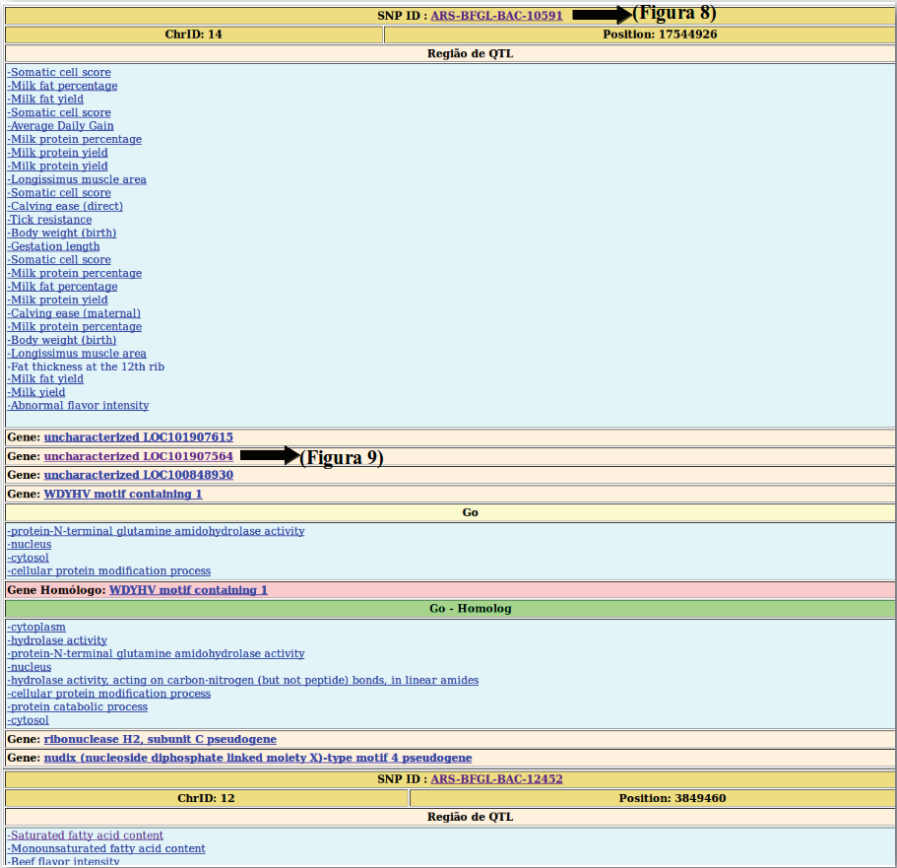 SNP ID : ARS-BFGL-BAC-10591 (Figura 8)
ChrID: 14 Position: 17544926
Região de QTL
-Somatic cell score
-Milk fat percentage
-Milk fat yield
-Somatic cell score
-Average Daily Gain
-Milk protein percentage
-Milk protein yield
-Milk protein yield
-Longissimus muscle area
-Somatic cell score
-Calving ease (direct)
-Tick resistance
-Body weight (birth)
-Gestation length
-Somatic cell score
-Milk protein percentage
-Milk fat percentage
-Milk protein yield
-Calving ease (maternal)
-Milk protein percentage
-Body weight (birth)
-Longissimus muscle area
-Fat thickness at the 12th rib
-Milk fat yield
-Milk yield
-Abnormal flavor intensity
Gene: uncharacterized LOC101907615
Gene: uncharacterized LOC101907564 (Figura 9)
Gene: uncharacterized LOC100848930
Gene: WDYHV motif containing 1
Go
-protein-N-terminal glutamine amidohydrolase activity
-nucleus
-cytosol
-cellular protein modification process
Gene Homólogo: WDYHV motif containing 1
Go - Homolog
-cytoplasm
-hydrolase activity
-protein-N-terminal glutamine amidohydrolase activity
-nucleus
-hydrolase activity, acting on carbon-nitrogen (but not peptide) bonds, in linear amides
-cellular protein modification process
-protein catabolic process
-cytosol
Gene: ribonuclease H2, subunit C pseudogene
Gene: nudix (nucleoside diphosphate linked moiety X)-type motif 4 pseudogene
SNP ID : ARS-BFGL-BAC-12452
ChrID: 12 Position: 3849460
Região de QTL
-Saturated fatty acid content
-Monounsaturated fatty acid content
-Beef flavor intensity